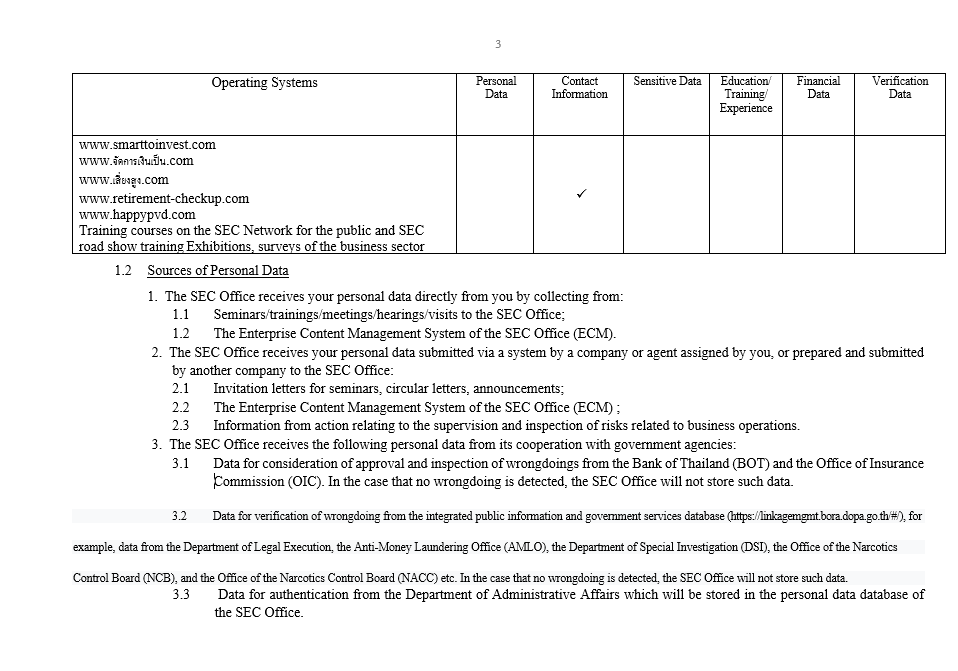 3
Operating Systems
Personal
Data
Contact
Information
Sensitive Data
Education/
Training/
Experience
Financial
Data
Verification
Data
www.smarttoinvest.com
www.จัดการเงินเป็น.com
www.เสี่ยงสูง.com
www.retirement-checkup.com
www.happypvd.com
Training courses on the SEC Network for the public and SEC
road show training Exhibitions, surveys of the business sector
✓
1.2 Sources of Personal Data
1. The SEC Office receives your personal data directly from you by collecting from:
1.1 Seminars/trainings/meetings/hearings/visits to the SEC Office;
1.2 The Enterprise Content Management System of the SEC Office (ECM).
2. The SEC Office receives your personal data submitted via a system by a company or agent assigned by you, or prepared and submitted
by another company to the SEC Office:
2.1 Invitation letters for seminars, circular letters, announcements;
2.2 The Enterprise Content Management System of the SEC Office (ECM) ;
2.3 Information from action relating to the supervision and inspection of risks related to business operations.
3. The SEC Office receives the following personal data from its cooperation with government agencies:
3.1 Data for consideration of approval and inspection of wrongdoings from the Bank of Thailand (BOT) and the Office of Insurance
Commission (OIC). In the case that no wrongdoing is detected, the SEC Office will not store such data.
3.2 Data for verification of wrongdoing from the integrated public information and government services database (https://linkagemgmt.bora.dopa.go.th/#/), for
example, data from the Department of Legal Execution, the Anti-Money Laundering Office (AMLO), the Department of Special Investigation (DSI), the Office of the Narcotics
Control Board (NCB), and the Office of the Narcotics Control Board (NACC) etc. In the case that no wrongdoing is detected, the SEC Office will not store such data.
3.3 Data for authentication from the Department of Administrative Affairs which will be stored in the personal data database of
the SEC Office.